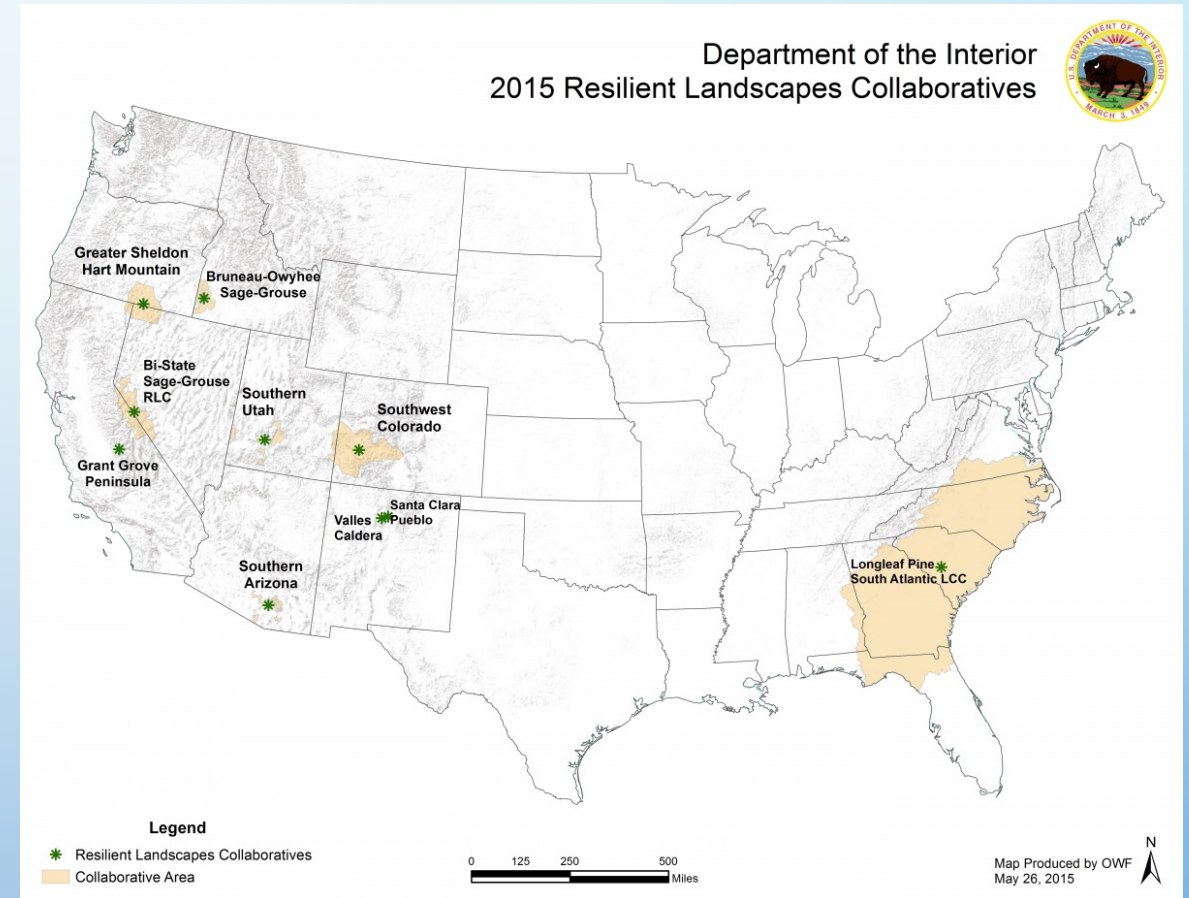 Department of the Interior
2015 Resilient Landscapes Collaboratives
U.S. DEPARTMENT OF THE INTERIOR
MARCH 3, 1849
Greater Sheldon
Hart Mountain
Bruneau-Owyhee
Sage-Grouse
Bi-State
Sage-Grouse
RLC
Southern
Utah
Southwest
Colorado
Grant Grove
Peninsula
Santa Clara
Pueblo
Valles
Caldera
Southern
Arizona
Longleaf Pine
South Atlantic LCC
Legend
Resilient Landscapes Collaboratives
Collaborative Area
0 125 250 500
Miles
Map Produced by OWF
May 26, 2015
N